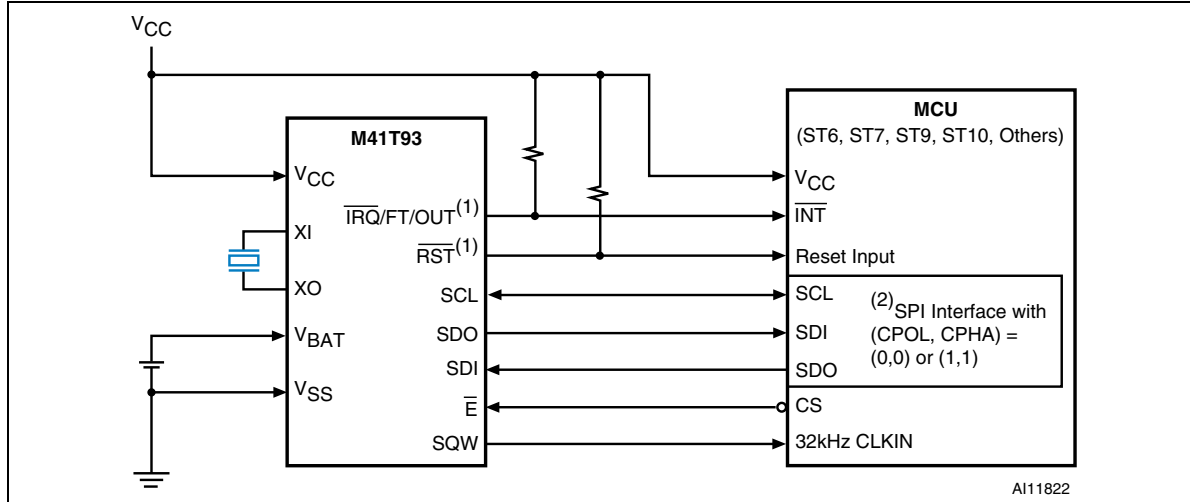 VCC
M41T93
VCC
XI
XO
VBAT
VSS
IRQ/FT/OUT(1)
RST(1)
SCL
SDO
SDI
E
SQW
MCU
(ST6, ST7, ST9, ST10, Others)
VCC
INT
Reset Input
SCL
SDI
SDO
(2)SPI Interface with
(CPOL, CPHA) =
(0,0) or (1,1)
CS
32kHz CLKIN
AI11822